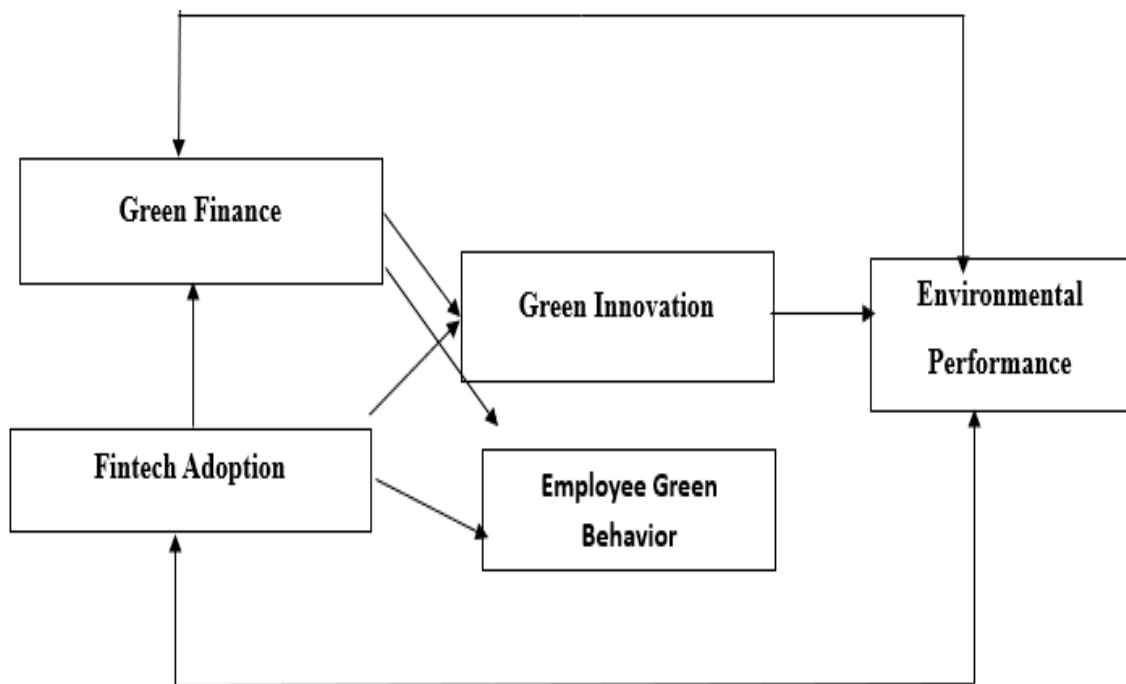 Green Finance
Green Innovation
Environmental
Performance
Fintech Adoption
Employee Green
Behavior